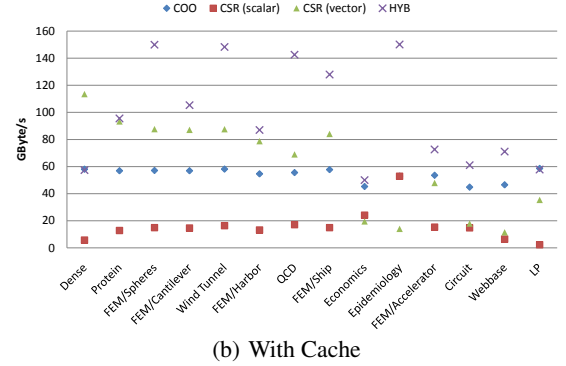 COO CSR (scalar) CSR (vector) HYB
160
140
120
100
80
60
40
20
0
GByte/s
Dense
Protein
FEM/Spheres
FEM/Cantilever
Wind Tunnel
FEM/Harbor
QCD
FEM/Ship
Economics
Epidemiology
FEM/Accelerator
Circuit
Webbase
LP
(b) With Cache